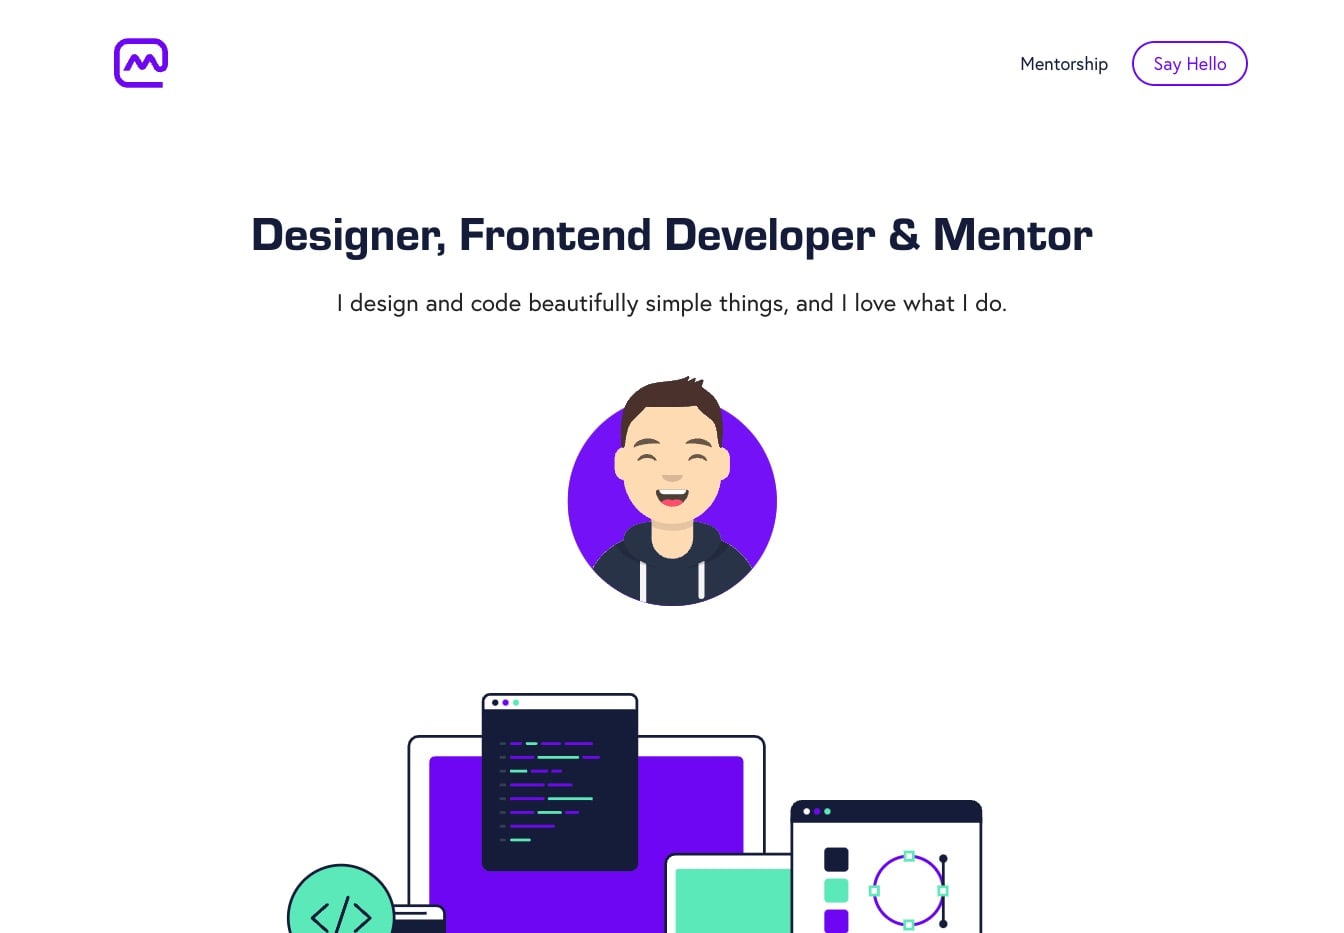 Mentorship
Say Hello
Designer, Frontend Developer & Mentor
I design and code beautifully simple things, and I love what I do.